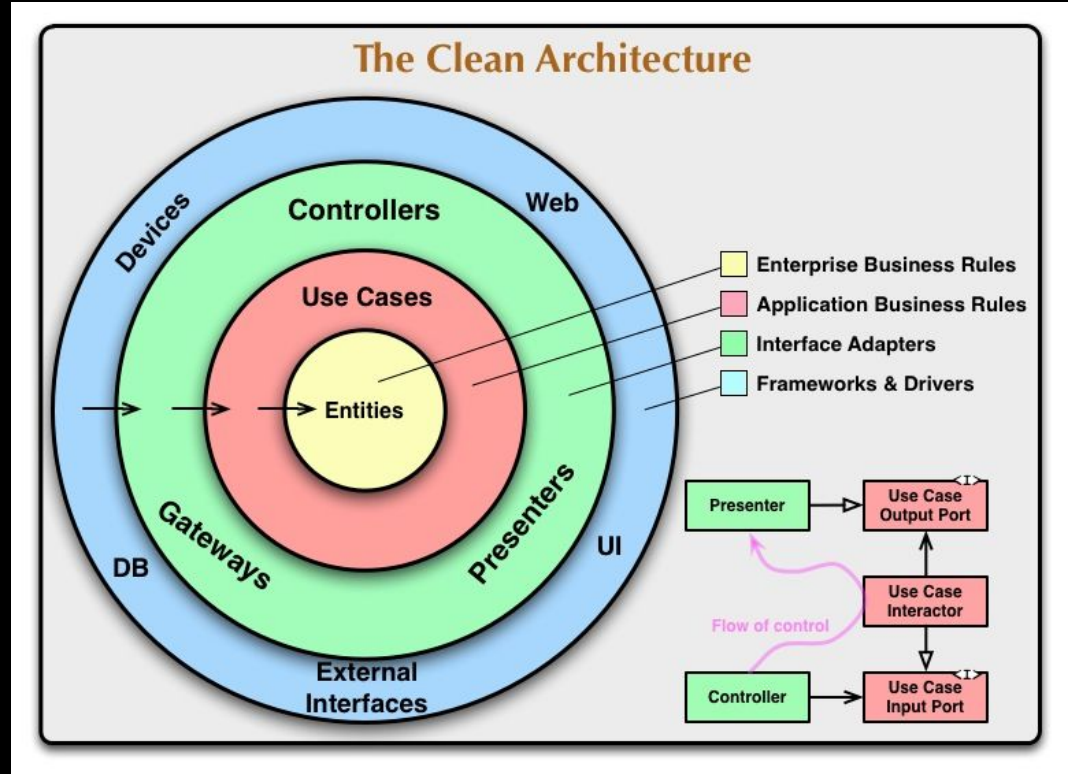 The Clean Architecture
Devices
Web
Controllers
Use Cases
Entities
Gateways
Presenters
DB
UI
External
Interfaces
Enterprise Business Rules
Application Business Rules
Interface Adapters
Frameworks & Drivers
Presenter
<I>
Use Case
Output Port
Use Case
Interactor
Flow of control
Controller
<I>
Use Case
Input Port